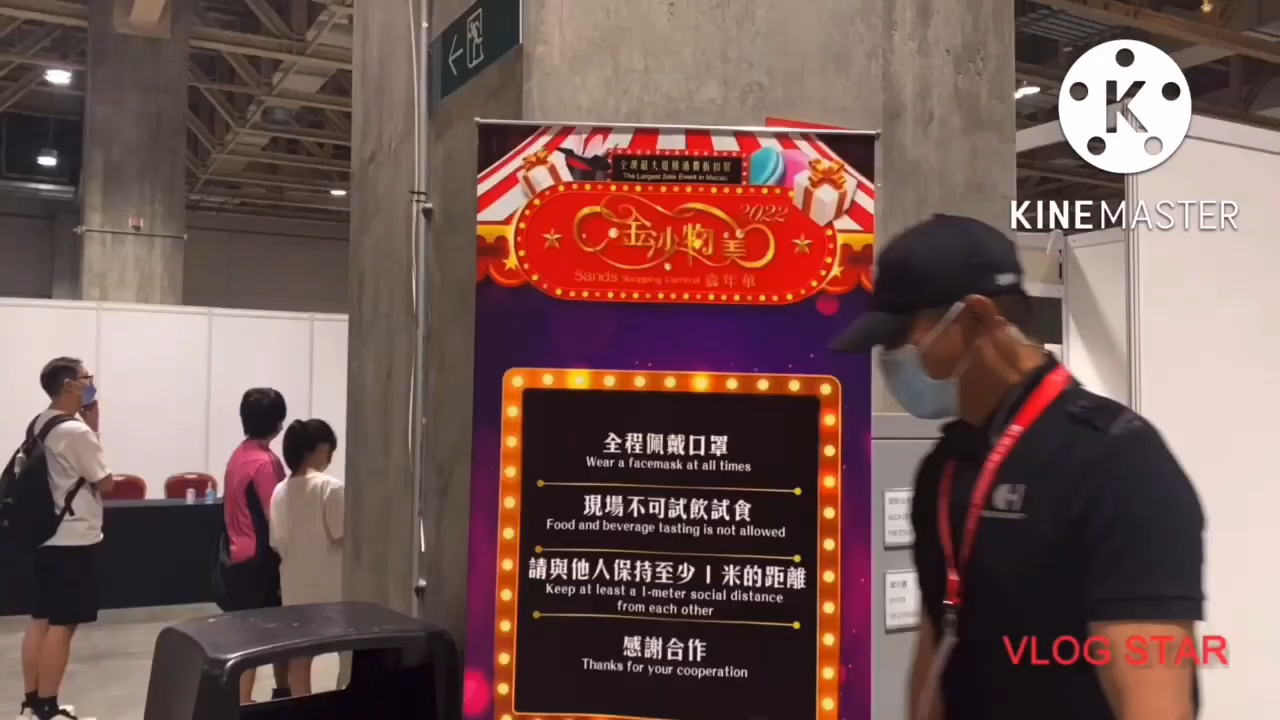 全澳最大規模消費折扣展
The Largest Sale Event in Macao
2022
金沙物美
Sands Shopping Carnival 嘉年華
全程佩戴口罩
Wear a facemask at all times
現場不可試飲試食
Food and beverage tasting is not allowed
請與他人保持至少1米的距離
Keep at least a 1-meter social distance
from each other
感謝合作
Thanks for your cooperation
K
KINEMASTER
VLOG STAR